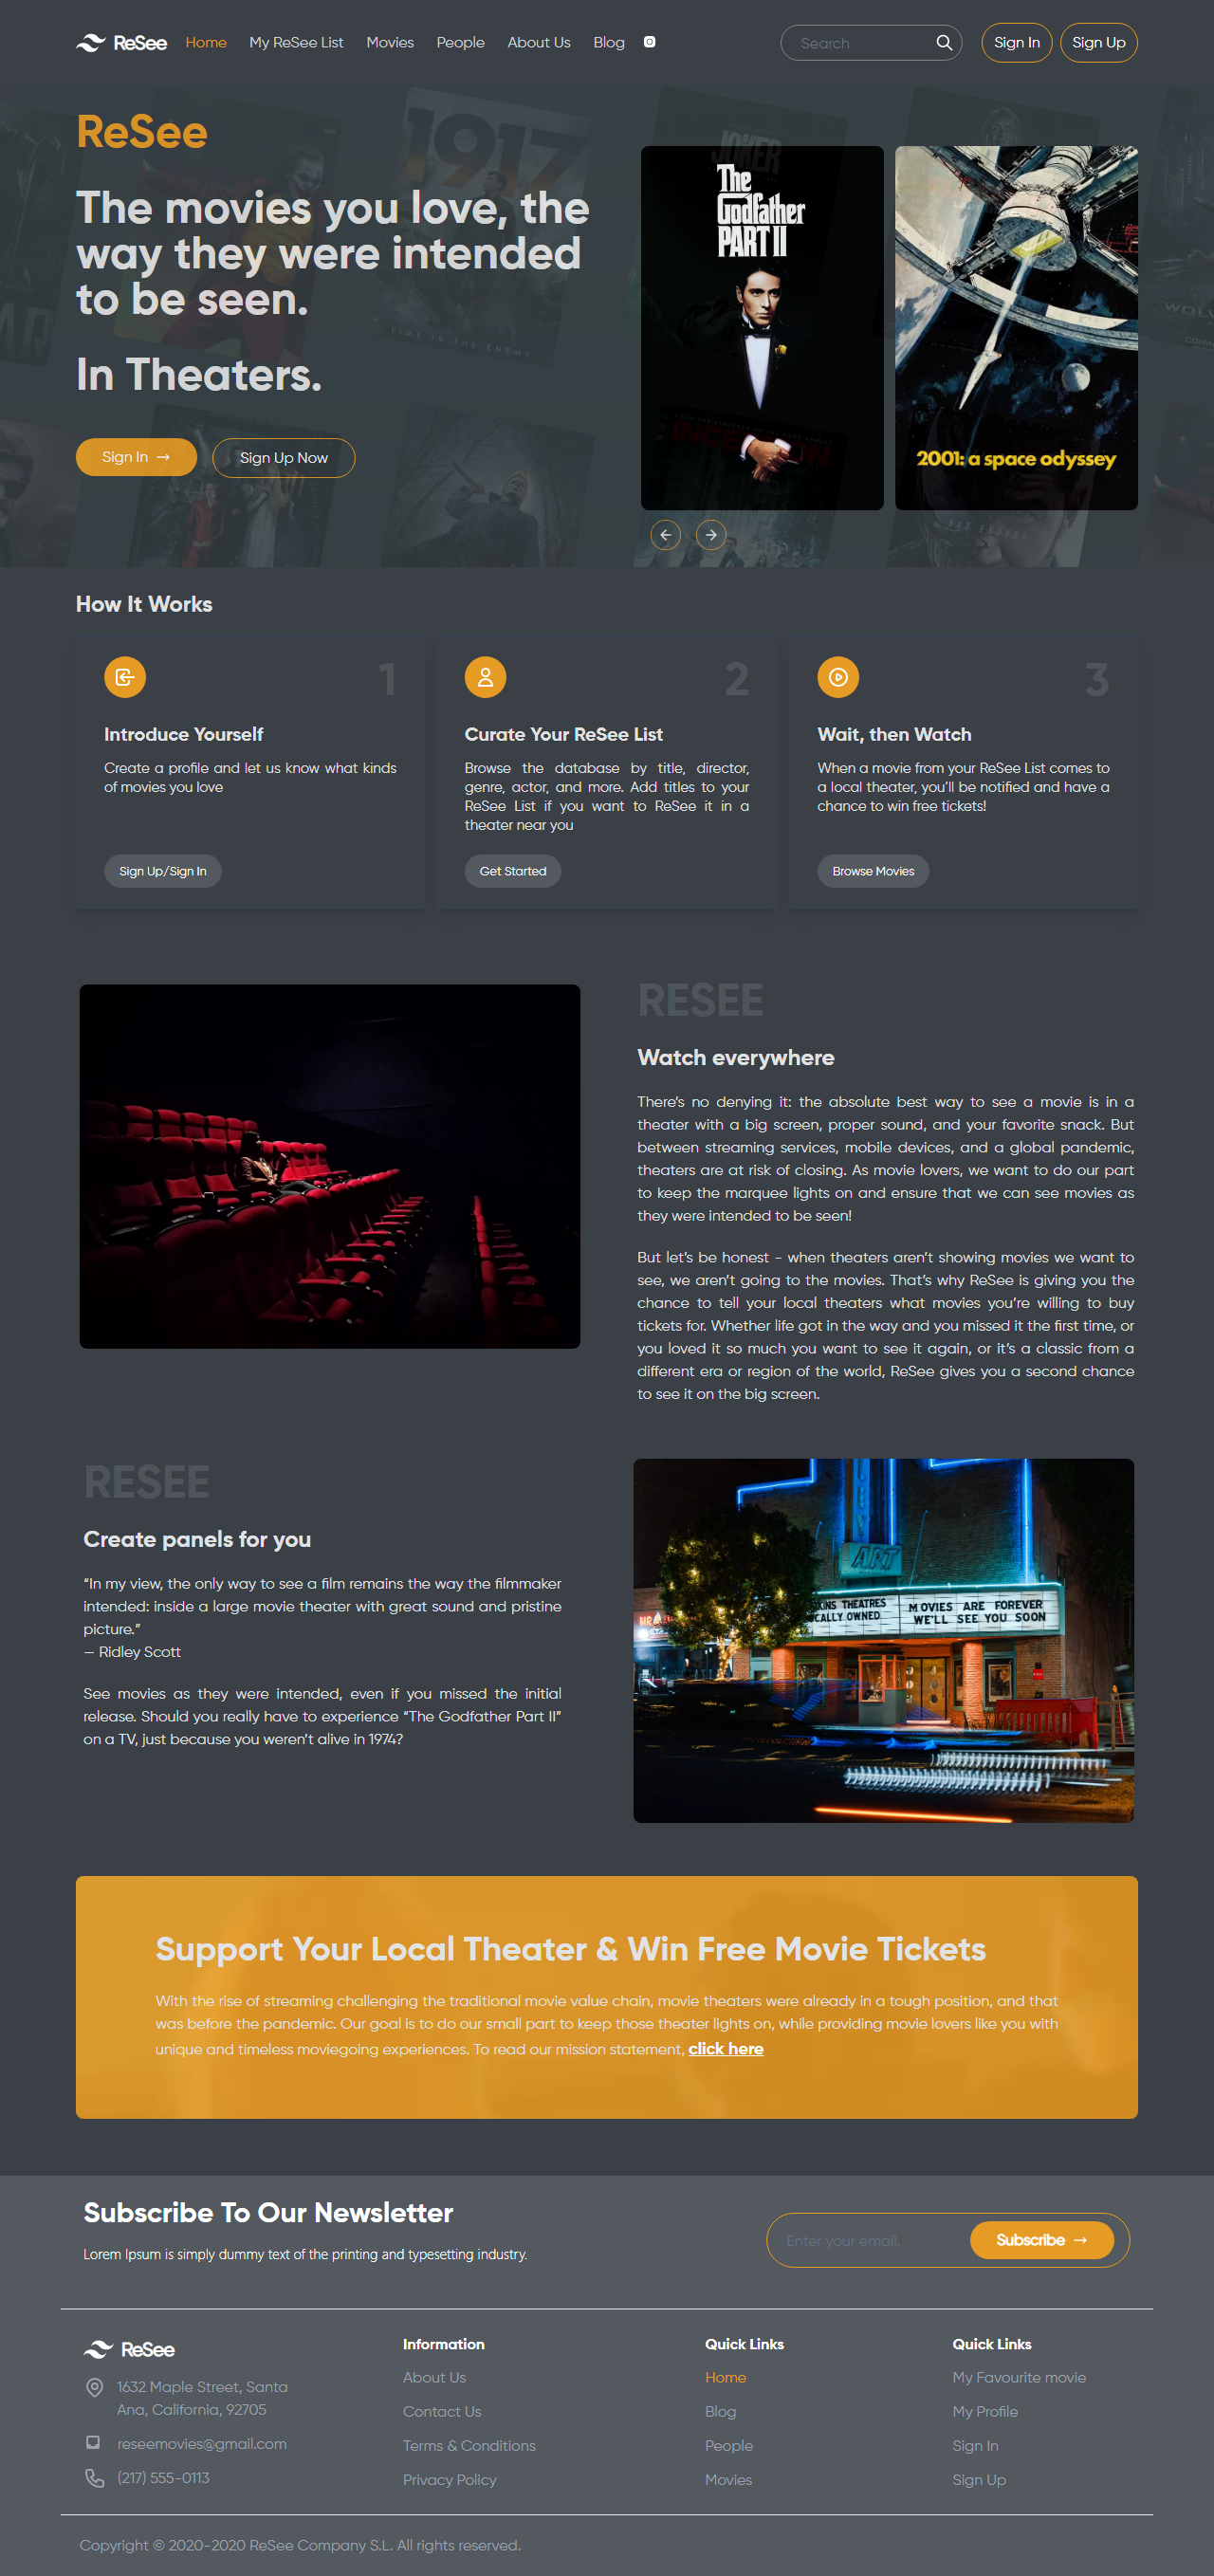 ReSee
Home
My ReSee List
Movies
People
About Us
Blog
Search
Sign In
Sign Up
ReSee
The movies you love, the
way they were intended
to be seen.
In Theaters.
Sign In →
Sign Up Now
1917
TIME IS THE ENEMY
JOKER
The
Godfather
PART II
INCEPTION
2001: a space odyssey
How It Works
1
Introduce Yourself
Create a profile and let us know what kinds
of movies you love
Sign Up/Sign In
2
Curate Your ReSee List
Browse the database by title, director,
genre, actor, and more. Add titles to your
ReSee List if you want to ReSee it in a
theater near you
Get Started
3
Wait, then Watch
When a movie from your ReSee List comes to
a local theater, you'll be notified and have a
chance to win free tickets!
Browse Movies
RESEE
Watch everywhere
There's no denying it: the absolute best way to see a movie is in a
theater with a big screen, proper sound, and your favorite snack. But
between streaming services, mobile devices, and a global pandemic,
theaters are at risk of closing. As movie lovers, we want to do our part
to keep the marquee lights on and ensure that we can see movies as
they were intended to be seen!
But let's be honest - when theaters aren't showing movies we want to
see, we aren't going to the movies. That's why ReSee is giving you the
chance to tell your local theaters what movies you're willing to buy
tickets for. Whether life got in the way and you missed it the first time, or
you loved it so much you want to see it again, or it's a classic from a
different era or region of the world, ReSee gives you a second chance
to see it on the big screen.
RESEE
Create panels for you
“In my view, the only way to see a film remains the way the filmmaker
intended: inside a large movie theater with great sound and pristine
picture.”
— Ridley Scott
See movies as they were intended, even if you missed the initial
release. Should you really have to experience “The Godfather Part II”
on a TV, just because you weren't alive in 1974?
ART
KINS THEATRES
CALLY OWNED
MOVIES ARE FOREVER
WE'LL SEE YOU SOON
Support Your Local Theater & Win Free Movie Tickets
With the rise of streaming challenging the traditional movie value chain, movie theaters were already in a tough position, and that
was before the pandemic. Our goal is to do our small part to keep those theater lights on, while providing movie lovers like you with
unique and timeless moviegoing experiences. To read our mission statement, click here
Subscribe To Our Newsletter
Lorem Ipsum is simply dummy text of the printing and typesetting industry.
Enter your email.
Subscribe →
ReSee
1632 Maple Street, Santa
Ana, California, 92705
reseemovies@gmail.com
(217) 555-0113
Information
About Us
Contact Us
Terms & Conditions
Privacy Policy
Quick Links
Home
Blog
People
Movies
Quick Links
My Favourite movie
My Profile
Sign In
Sign Up
Copyright © 2020-2020 ReSee Company S.L. All rights reserved.